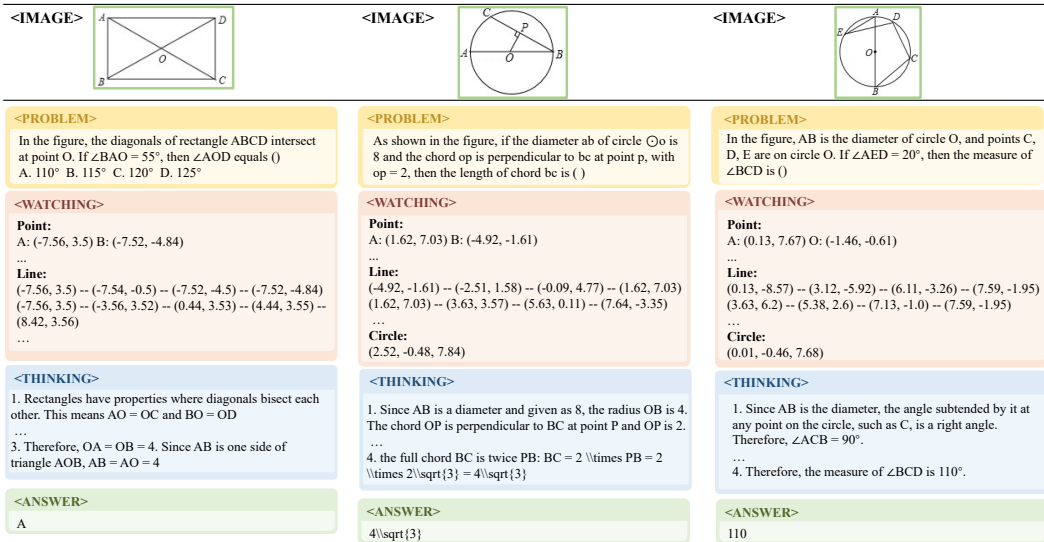 <IMAGE>
A
D
O
B
C
<PROBLEM>
In the figure, the diagonals of rectangle ABCD intersect
at point O. If ∠BAO = 55°, then ∠AOD equals ()
A. 110° B. 115° C. 120° D. 125°
<WATCHING>
Point:
A: (-7.56, 3.5) B: (-7.52, -4.84)
...
Line:
(-7.56, 3.5) -- (-7.54, -0.5) -- (-7.52, -4.5) -- (-7.52, -4.84)
(-7.56, 3.5) -- (-3.56, 3.52) -- (0.44, 3.53) -- (4.44, 3.55) --
(8.42, 3.56)
…
<THINKING>
1. Rectangles have properties where diagonals bisect each
other. This means AO = OC and BO = OD
…
3. Therefore, OA = OB = 4. Since AB is one side of
triangle AOB, AB = AO = 4
<ANSWER>
A
<IMAGE>
C
P
A
O
B
<PROBLEM>
As shown in the figure, if the diameter ab of circle ⊙o is
8 and the chord op is perpendicular to bc at point p, with
op = 2, then the length of chord bc is ( )
<WATCHING>
Point:
A: (1.62, 7.03) B: (-4.92, -1.61)
...
Line:
(-4.92, -1.61) -- (-2.51, 1.58) -- (-0.09, 4.77) -- (1.62, 7.03)
(1.62, 7.03) -- (3.63, 3.57) -- (5.63, 0.11) -- (7.64, -3.35)
…
Circle:
(2.52, -0.48, 7.84)
<THINKING>
1. Since AB is a diameter and given as 8, the radius OB is 4.
The chord OP is perpendicular to BC at point P and OP is 2.
…
4. the full chord BC is twice PB: BC = 2 \\times PB = 2
\\times 2\\sqrt{3} = 4\\sqrt{3}
<ANSWER>
4\\sqrt{3}
<IMAGE>
A
D
E
O
C
B
<PROBLEM>
In the figure, AB is the diameter of circle O, and points C,
D, E are on circle O. If ∠AED = 20°, then the measure of
∠BCD is ()
<WATCHING>
Point:
A: (0.13, 7.67) O: (-1.46, -0.61)
...
Line:
(0.13, -8.57) -- (3.12, -5.92) -- (6.11, -3.26) -- (7.59, -1.95)
(3.63, 6.2) -- (5.38, 2.6) -- (7.13, -1.0) -- (7.59, -1.95)
…
Circle:
(0.01, -0.46, 7.68)
<THINKING>
1. Since AB is the diameter, the angle subtended by it at
any point on the circle, such as C, is a right angle.
Therefore, ∠ACB = 90°.
…
4. Therefore, the measure of ∠BCD is 110°.
<ANSWER>
110